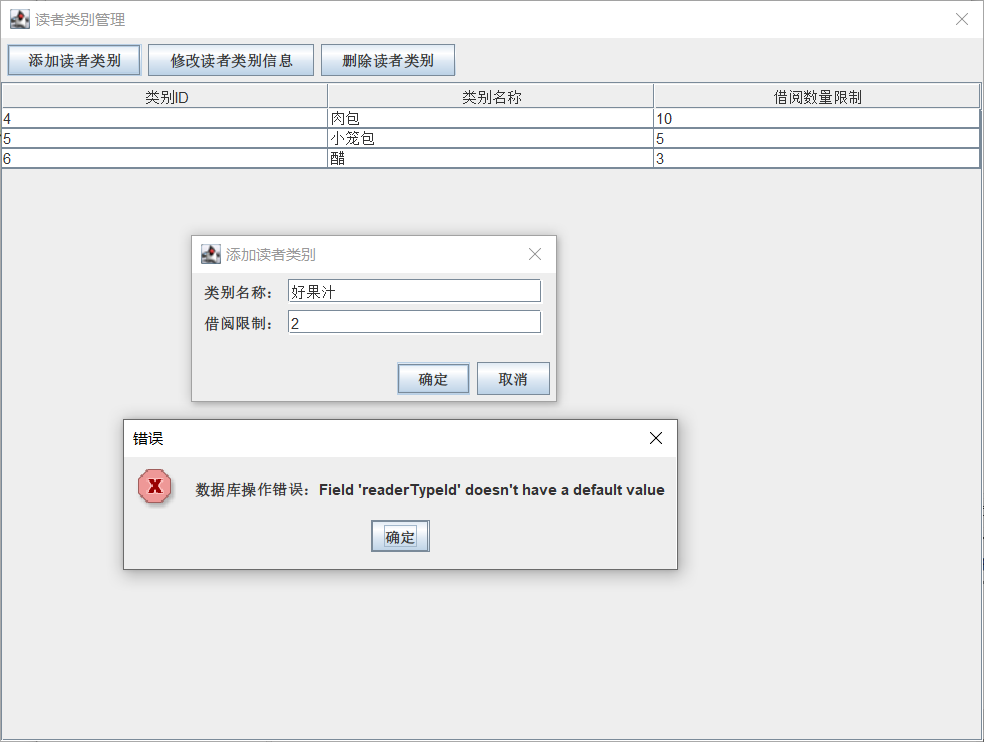 读者类别管理
添加读者类别 修改读者类别信息 删除读者类别
类别ID 类别名称 借阅数量限制
4 肉包 10
5 小笼包 5
6 醋 3
添加读者类别
类别名称： 好果汁
借阅限制： 2
确定 取消
错误
数据库操作错误：Field 'readerTypeId' doesn't have a default value
确定